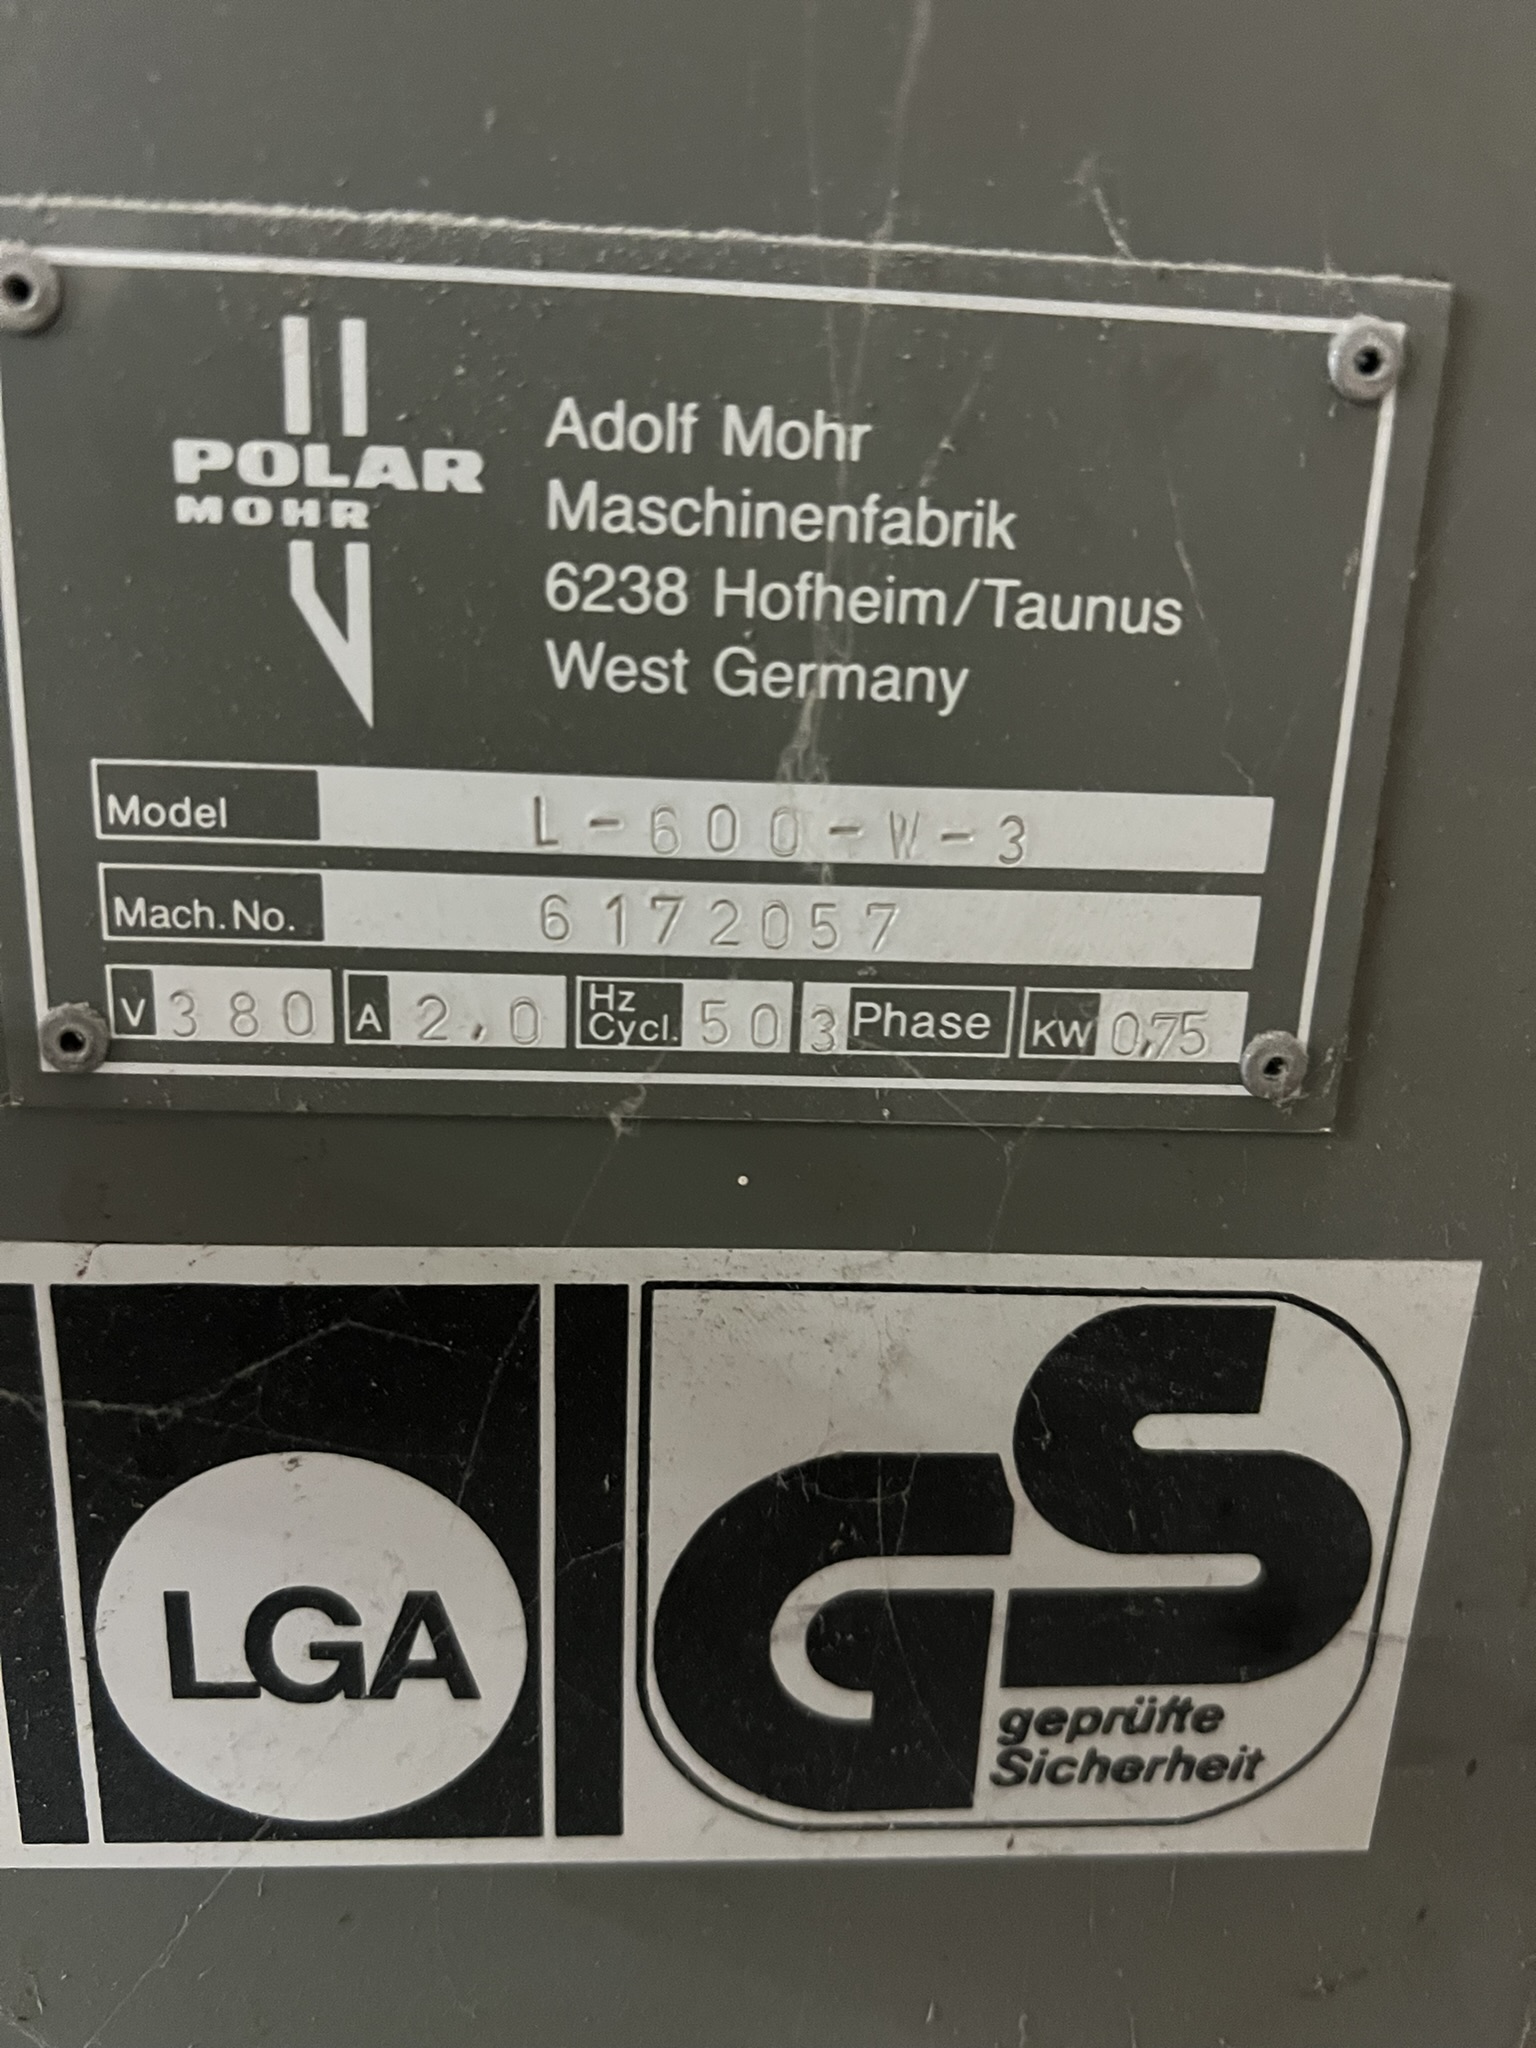 POLAR
MOHR
Adolf Mohr
Maschinenfabrik
6238 Hofheim/Taunus
West Germany
Model L-600-W-3
Mach.No. 6172057
V 380 A 2,0 Hz Cycl. 50 3 Phase KW 0,75
LGA
GS
geprüfte
Sicherheit